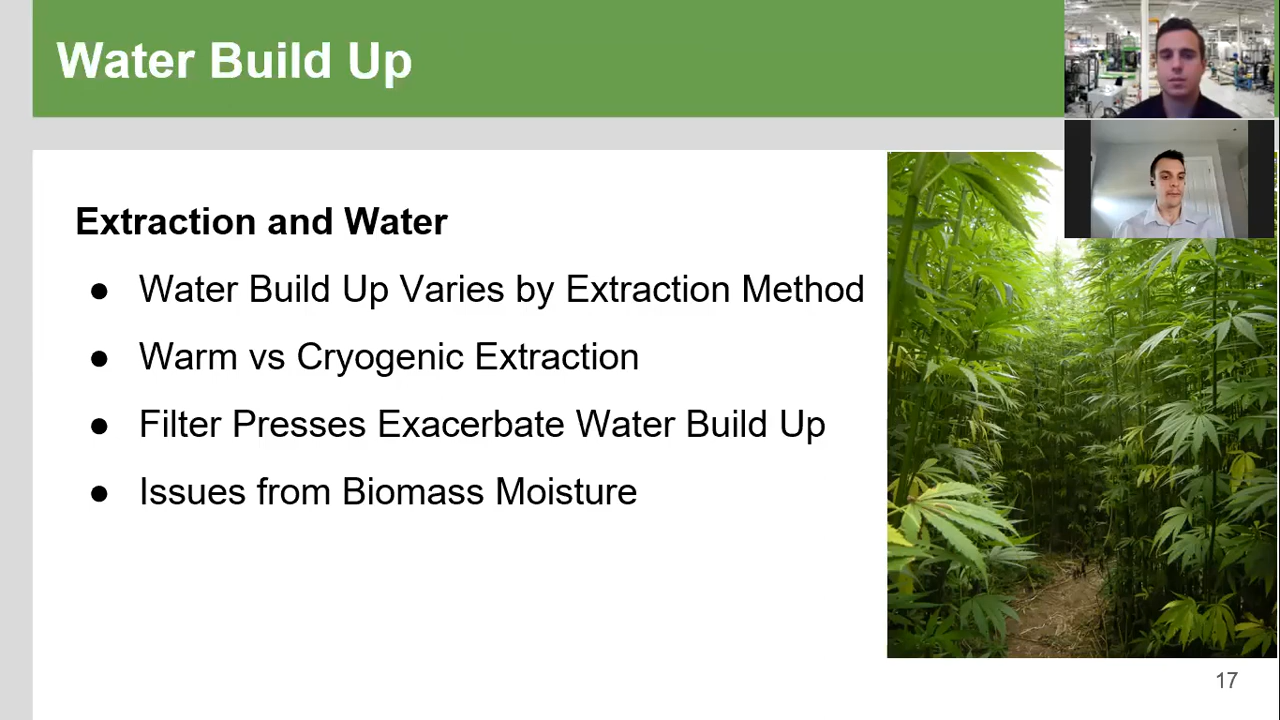 Water Build Up
Extraction and Water
● Water Build Up Varies by Extraction Method
● Warm vs Cryogenic Extraction
● Filter Presses Exacerbate Water Build Up
● Issues from Biomass Moisture
17